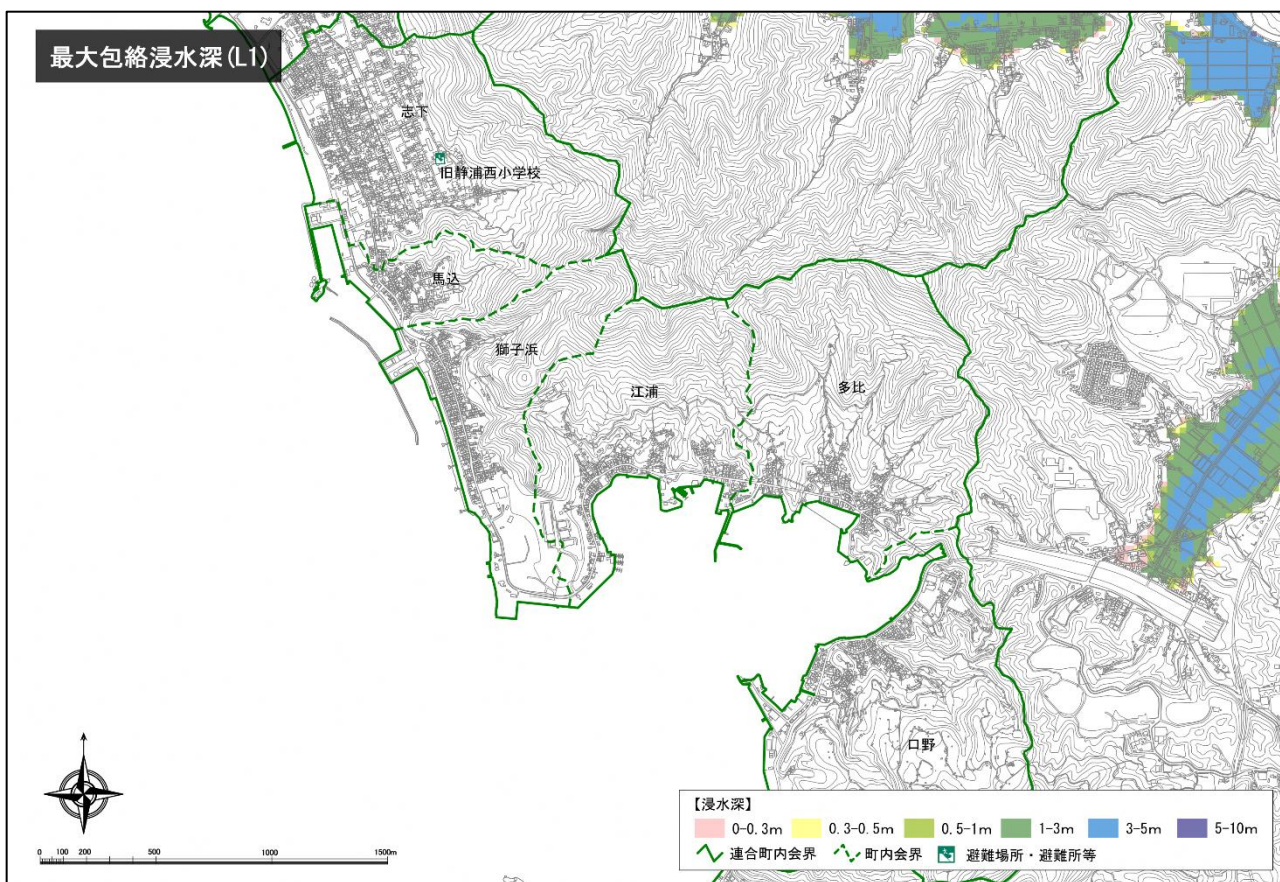 最大包絡浸水深(L1)
志下
旧静浦西小学校
馬込
獅子浜
江浦
多比
口野
【浸水深】
0-0.3m 0.3-0.5m 0.5-1m 1-3m 3-5m 5-10m
連合町内会界 町内会界 避難場所・避難所等
0 100 200 500 1000 1500m